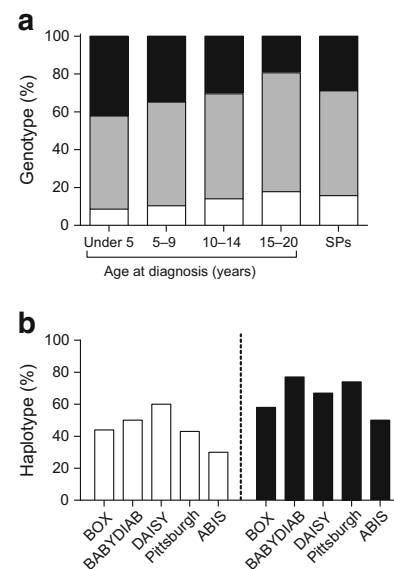 a
Genotype (%)
100
80
60
40
20
0
Under 5 5–9 10–14 15–20 SPs
Age at diagnosis (years)
b
Haplotype (%)
100
80
60
40
20
0
BOX BABYDIAB DAISY Pittsburgh ABIS BOX BABYDIAB DAISY Pittsburgh ABIS